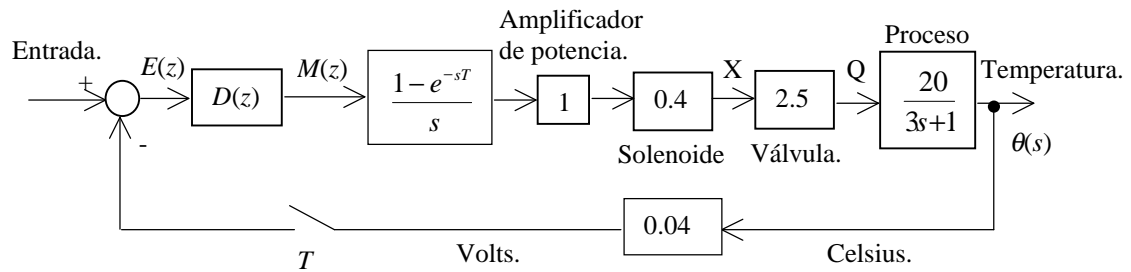 Amplificador
de potencia.
Proceso
Entrada.
+
E(z)
M(z)
X
Q
Temperatura.
D(z)
1 − e^{-sT}
s
1
0.4
2.5
20
3s+1
-
Solenoide
Válvula.
θ(s)
0.04
T
Volts.
Celsius.